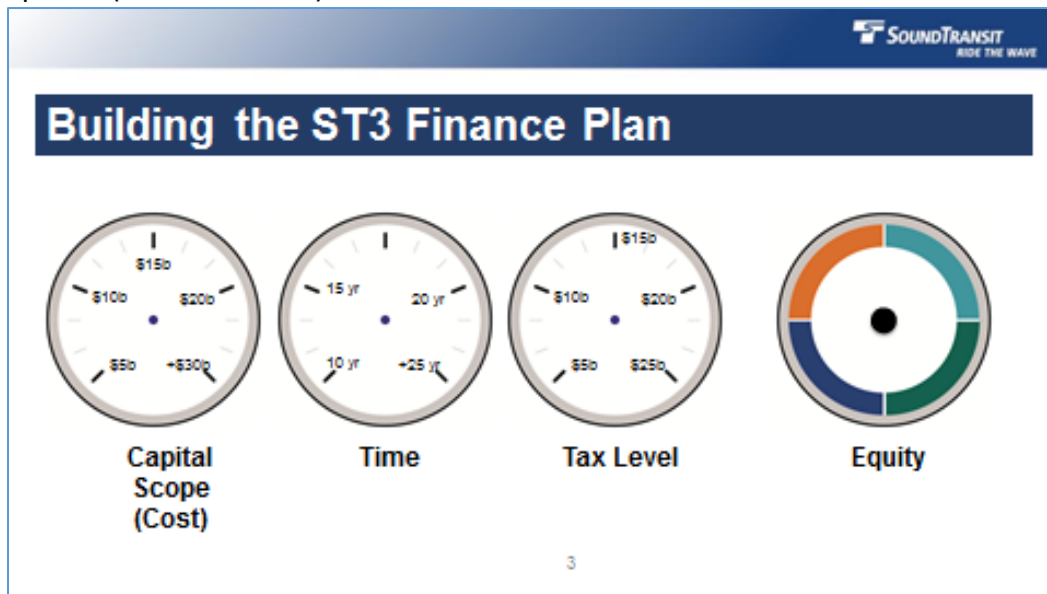 SOUNDTRANSIT
RIDE THE WAVE
Building the ST3 Finance Plan
$15b
$10b
$20b
$5b
+$30b
15 yr
20 yr
10 yr
+25 yr
$15b
$10b
$20b
$5b
$25b
Capital
Scope
(Cost)
Time
Tax Level
Equity
3